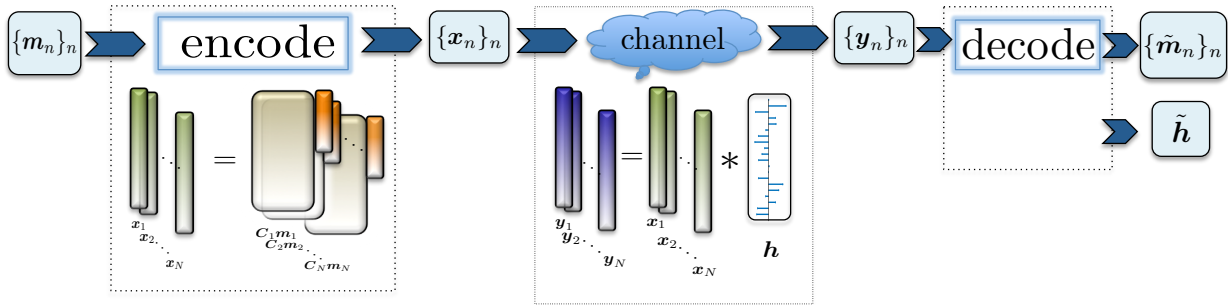 {m_n}_n
encode
{x_n}_n
channel
{y_n}_n
decode
{m̃_n}_n
h̃
x_1
x_2
⋱
x_N
=
C_1m_1
C_2m_2
⋱
C_Nm_N
y_1
y_2
⋱
y_N
=
x_1
x_2
⋱
x_N
*
h